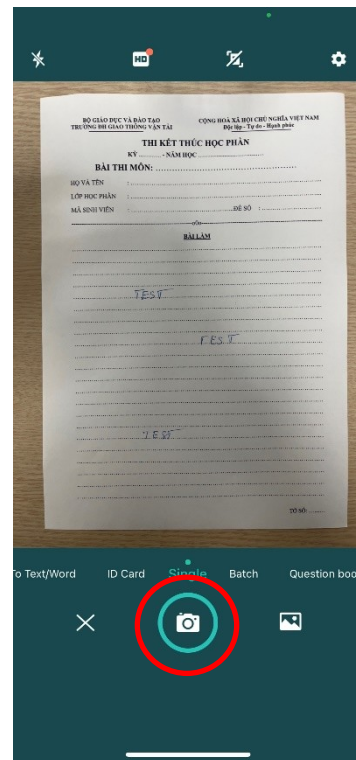 HD
BỘ GIÁO DỤC VÀ ĐÀO TẠO
TRƯỜNG ĐH GIAO THÔNG VẬN TẢI
CỘNG HOÀ XÃ HỘI CHỦ NGHĨA VIỆT NAM
Độc lập - Tự do - Hạnh phúc
THI KẾT THÚC HỌC PHẦN
KỲ ........... - NĂM HỌC ..............................
BÀI THI MÔN: ..............................................
HỌ VÀ TÊN :
LỚP HỌC PHẦN :
MÃ SINH VIÊN : ĐỀ SỐ :
---o0o---
BÀI LÀM
TEST
TEST
TEST
TỜ SỐ: ........
To Text/Word ID Card Single Batch Question boo